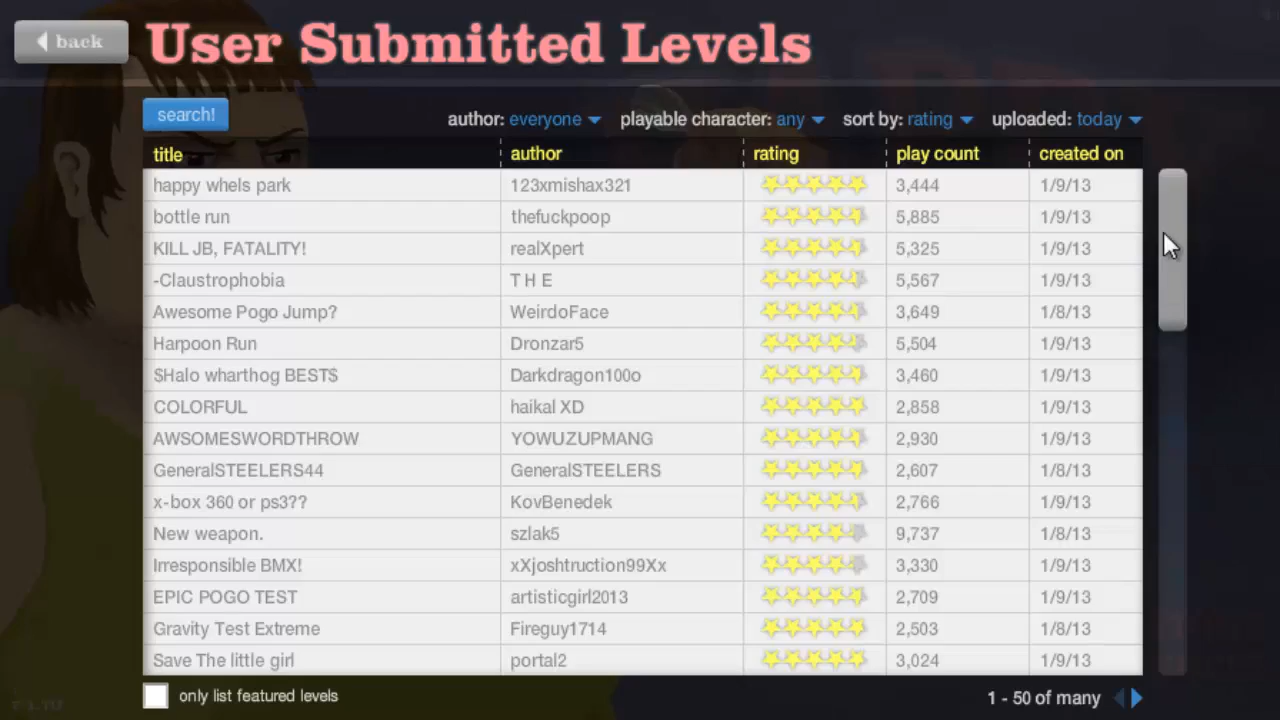 back
User Submitted Levels
search!
author: everyone playable character: any sort by: rating uploaded: today
title author rating play count created on
happy whels park 123xmishax321 3,444 1/9/13
bottle run thefuckpoop 5,885 1/9/13
KILL JB, FATALITY! realXpert 5,325 1/9/13
-Claustrophobia T H E 5,567 1/9/13
Awesome Pogo Jump? WeirdoFace 3,649 1/8/13
Harpoon Run Dronzar5 5,504 1/9/13
$Halo wharthog BEST$ Darkdragon100o 3,460 1/9/13
COLORFUL haikal XD 2,858 1/9/13
AWSOMESWORDTHROW YOWUZUPMANG 2,930 1/9/13
GeneralSTEELERS44 GeneralSTEELERS 2,607 1/8/13
x-box 360 or ps3?? KovBenedek 2,766 1/9/13
New weapon. szlak5 9,737 1/8/13
Irresponsible BMX! xXjoshtruction99Xx 3,330 1/9/13
EPIC POGO TEST artisticgirl2013 2,709 1/9/13
Gravity Test Extreme Fireguy1714 2,503 1/8/13
Save The little girl portal2 3,024 1/9/13
only list featured levels 1 - 50 of many